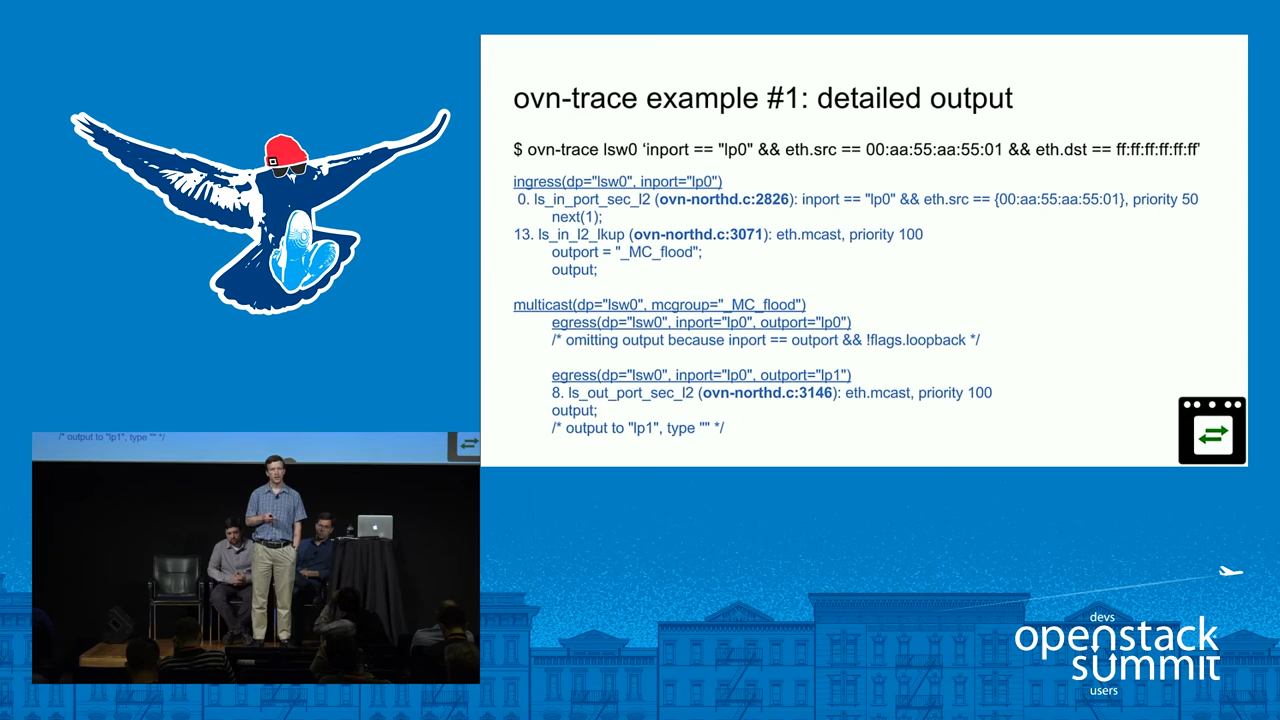 ovn-trace example #1: detailed output
$ ovn-trace lsw0 ‘inport == "lp0" && eth.src == 00:aa:55:aa:55:01 && eth.dst == ff:ff:ff:ff:ff:ff’
ingress(dp="lsw0", inport="lp0")
0. ls_in_port_sec_l2 (ovn-northd.c:2826): inport == "lp0" && eth.src == {00:aa:55:aa:55:01}, priority 50
next(1);
13. ls_in_l2_lkup (ovn-northd.c:3071): eth.mcast, priority 100
outport = "_MC_flood";
output;
multicast(dp="lsw0", mcgroup="_MC_flood")
egress(dp="lsw0", inport="lp0", outport="lp0")
/* omitting output because inport == outport && !flags.loopback */
egress(dp="lsw0", inport="lp0", outport="lp1")
8. ls_out_port_sec_l2 (ovn-northd.c:3146): eth.mcast, priority 100
output;
/* output to "lp1", type "" */
/* output to "lp1", type "" */
devs
openstack
summit
users